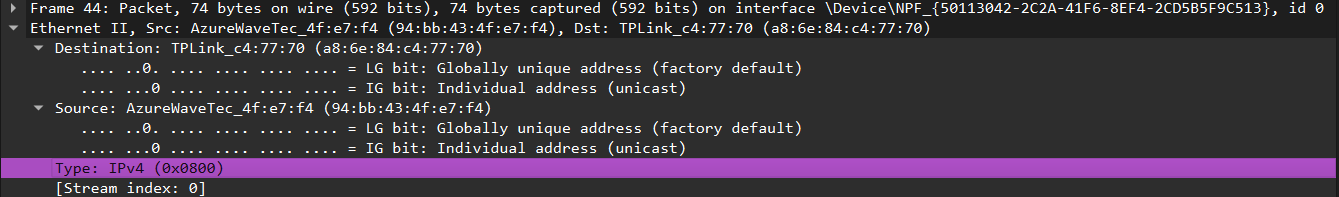 Frame 44: Packet, 74 bytes on wire (592 bits), 74 bytes captured (592 bits) on interface \Device\NPF_{50113042-2C2A-41F6-8EF4-2CD5B5F9C513}, id 0
Ethernet II, Src: AzureWaveTec_4f:e7:f4 (94:bb:43:4f:e7:f4), Dst: TPLink_c4:77:70 (a8:6e:84:c4:77:70)
Destination: TPLink_c4:77:70 (a8:6e:84:c4:77:70)
.... ..0. .... .... .... .... = LG bit: Globally unique address (factory default)
.... ...0 .... .... .... .... = IG bit: Individual address (unicast)
Source: AzureWaveTec_4f:e7:f4 (94:bb:43:4f:e7:f4)
.... ..0. .... .... .... .... = LG bit: Globally unique address (factory default)
.... ...0 .... .... .... .... = IG bit: Individual address (unicast)
Type: IPv4 (0x0800)
[Stream index: 0]